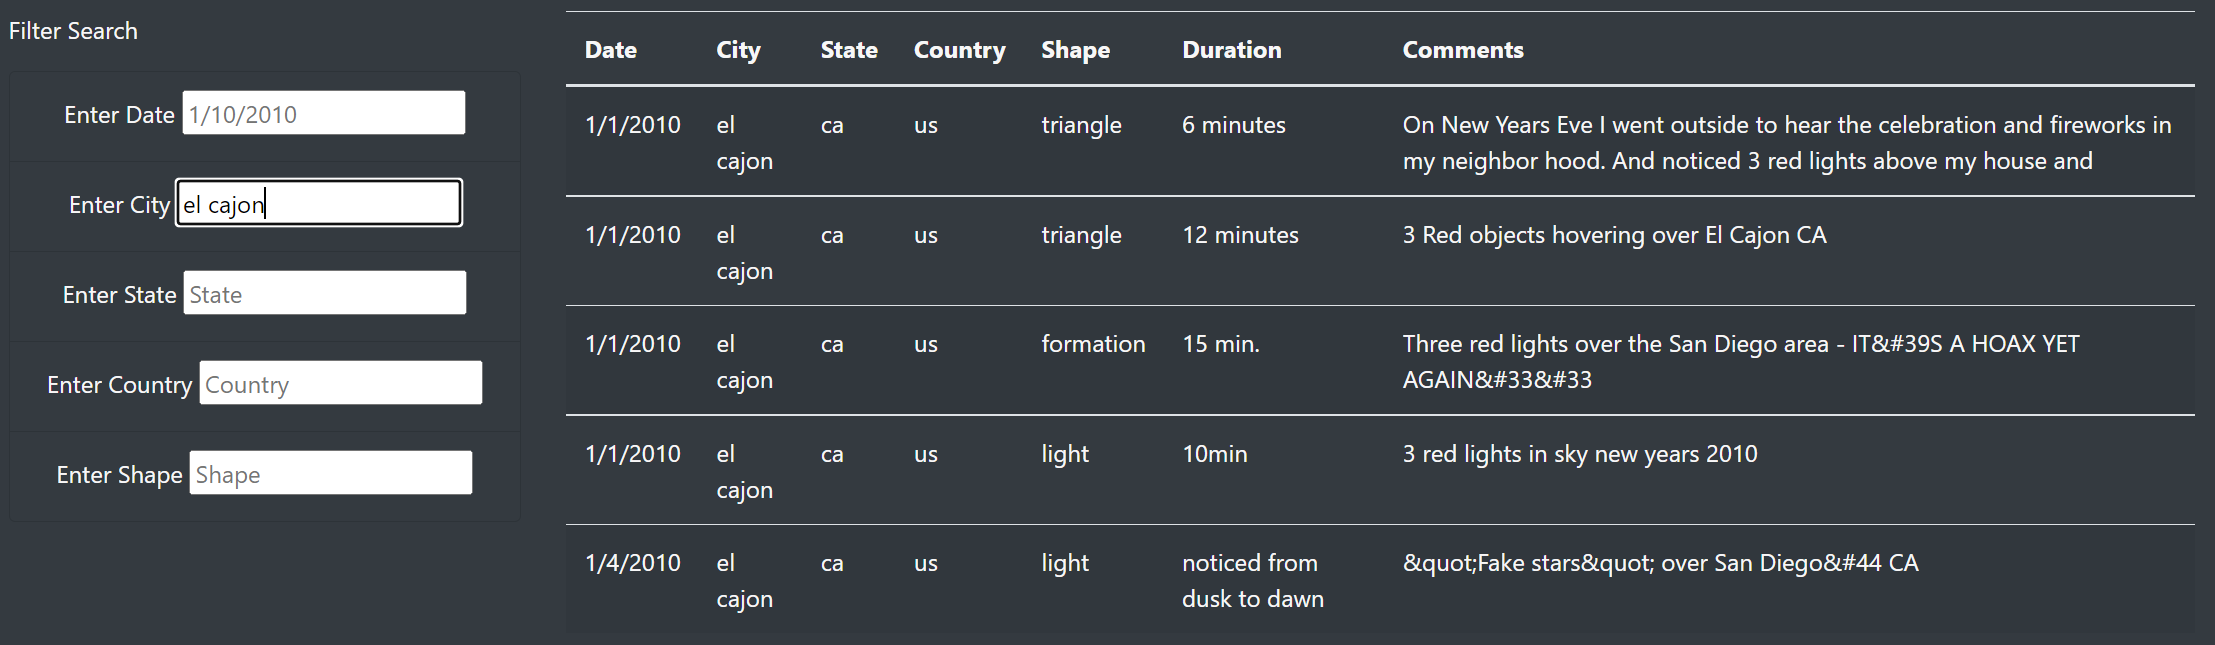 Filter Search
Enter Date 1/10/2010
Enter City el cajon
Enter State State
Enter Country Country
Enter Shape Shape
Date City State Country Shape Duration Comments
1/1/2010 el ca us triangle 6 minutes On New Years Eve I went outside to hear the celebration and fireworks in
cajon my neighbor hood. And noticed 3 red lights above my house and
1/1/2010 el ca us triangle 12 minutes 3 Red objects hovering over El Cajon CA
cajon
1/1/2010 el ca us formation 15 min. Three red lights over the San Diego area - IT&#39S A HOAX YET
cajon AGAIN&#33&#33
1/1/2010 el ca us light 10min 3 red lights in sky new years 2010
cajon
1/4/2010 el ca us light noticed from &quot;Fake stars&quot; over San Diego&#44 CA
cajon dusk to dawn